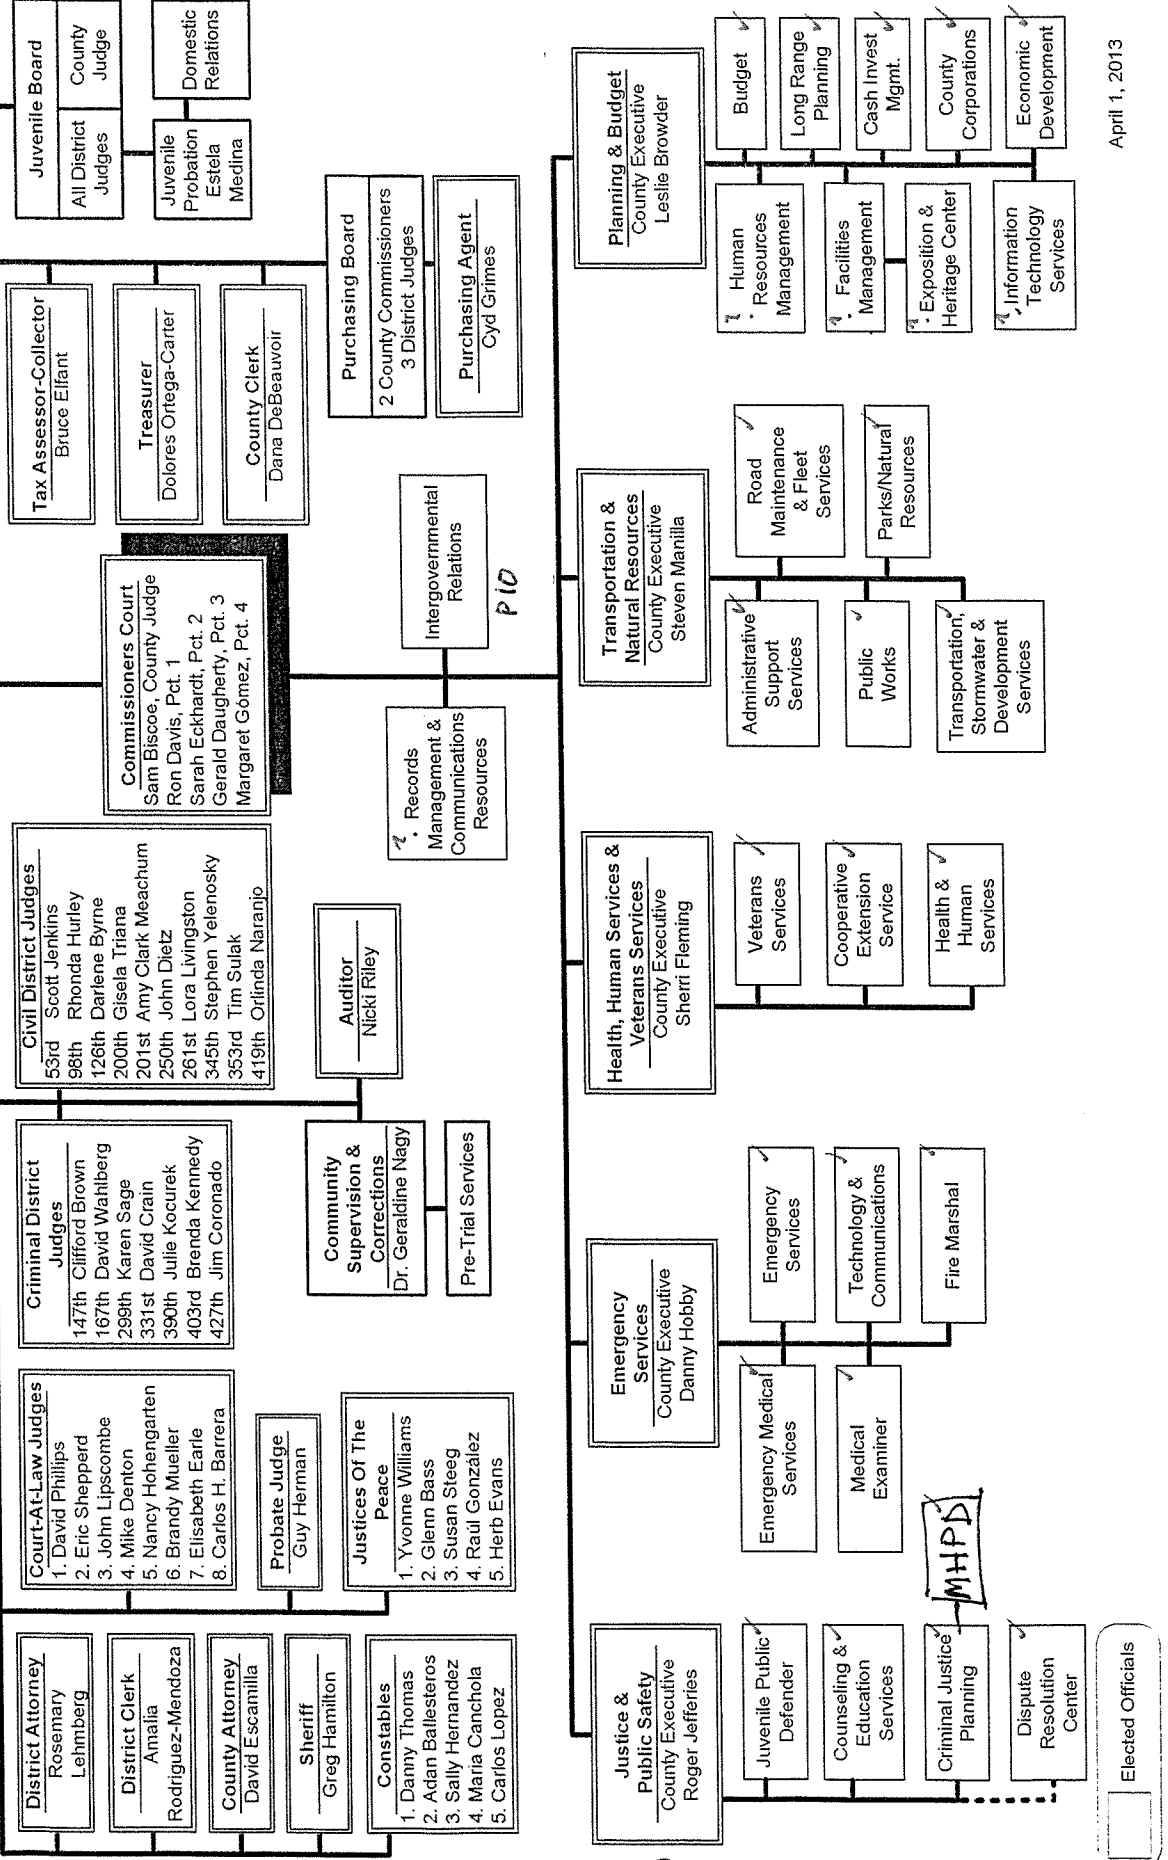 District Attorney
Rosemary
Lehmberg
District Clerk
Amalia
Rodriguez-Mendoza
County Attorney
David Escamilla
Sheriff
Greg Hamilton
Constables
1. Danny Thomas
2. Adan Ballesteros
3. Sally Hernandez
4. Maria Canchola
5. Carlos Lopez
Court-At-Law Judges
1. David Phillips
2. Eric Shepperd
3. John Lipscombe
4. Mike Denton
5. Nancy Hohengarten
6. Brandy Mueller
7. Elisabeth Earle
8. Carlos H. Barrera
Probate Judge
Guy Herman
Justices Of The
Peace
1. Yvonne Williams
2. Glenn Bass
3. Susan Steeg
4. Raúl González
5. Herb Evans
Criminal District
Judges
147th Clifford Brown
167th David Wahlberg
299th Karen Sage
331st David Crain
390th Julie Kocurek
403rd Brenda Kennedy
427th Jim Coronado
Civil District Judges
53rd Scott Jenkins
98th Rhonda Hurley
126th Darlene Byrne
200th Gisela Triana
201st Amy Clark Meachum
250th John Dietz
261st Lora Livingston
345th Stephen Yelenosky
353rd Tim Sulak
419th Orlinda Naranjo
Community
Supervision &
Corrections
Dr. Geraldine Nagy
Pre-Trial Services
Auditor
Nicki Riley
Commissioners Court
Sam Biscoe, County Judge
Ron Davis, Pct. 1
Sarah Eckhardt, Pct. 2
Gerald Daugherty, Pct. 3
Margaret Gómez, Pct. 4
Records
Management &
Communications
Resources
Intergovernmental
Relations
PIO
Tax Assessor-Collector
Bruce Elfant
Treasurer
Dolores Ortega-Carter
County Clerk
Dana DeBeauvoir
Purchasing Board
2 County Commissioners
3 District Judges
Purchasing Agent
Cyd Grimes
Juvenile Board
All District
Judges
County
Judge
Juvenile
Probation
Estela
Medina
Domestic
Relations
Justice &
Public Safety
County Executive
Roger Jefferies
Juvenile Public
Defender
Counseling &
Education
Services
Criminal Justice
Planning
MHPD
Dispute
Resolution
Center
Emergency
Services
County Executive
Danny Hobby
Emergency Medical
Services
Emergency
Services
Medical
Examiner
Technology &
Communications
Fire Marshal
Health, Human Services &
Veterans Services
County Executive
Sherri Fleming
Veterans
Services
Cooperative
Extension
Service
Health &
Human
Services
Transportation &
Natural Resources
County Executive
Steven Manilla
Administrative
Support
Services
Road
Maintenance
& Fleet
Services
Public
Works
Parks/Natural
Resources
Transportation,
Stormwater &
Development
Services
Planning & Budget
County Executive
Leslie Browder
Human
Resources
Management
Budget
Long Range
Planning
Facilities
Management
Cash Invest
Mgmt.
Exposition &
Heritage Center
County
Corporations
Information
Technology
Services
Economic
Development
Elected Officials
April 1, 2013